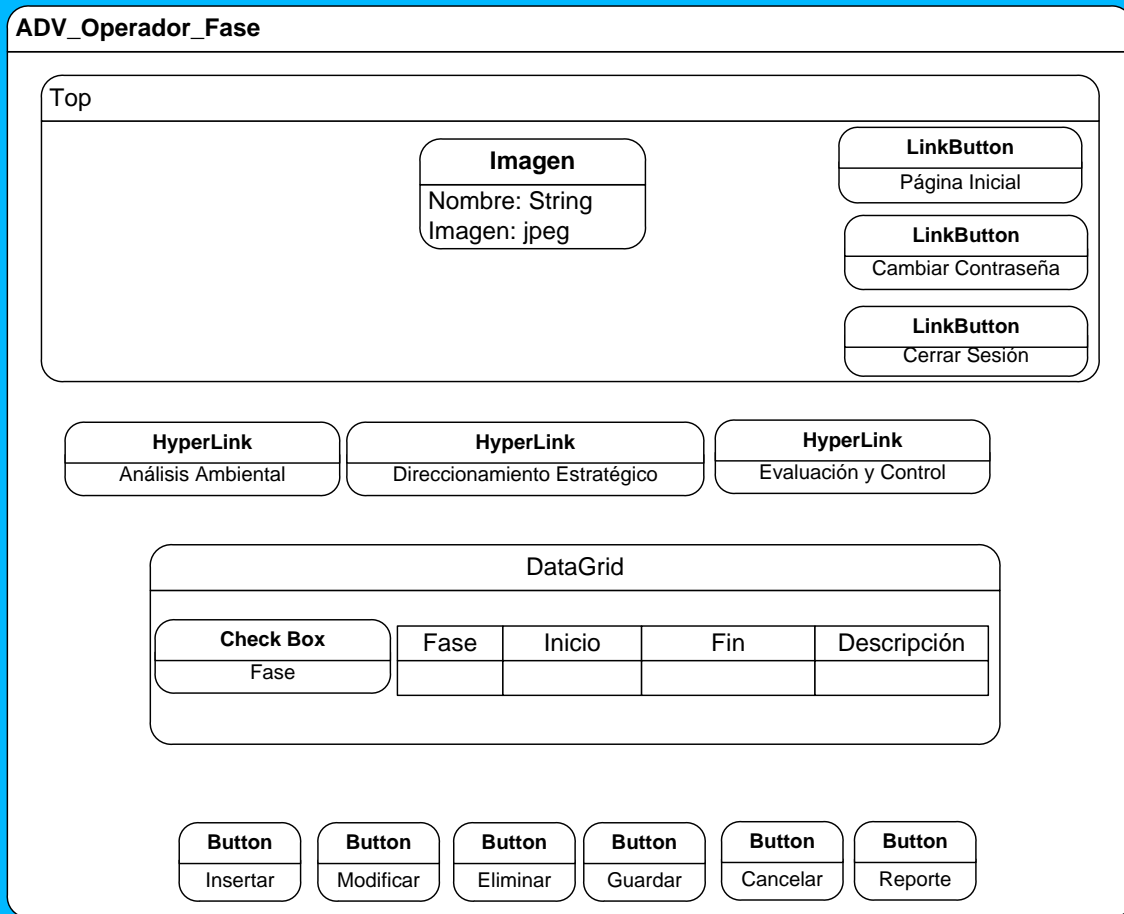 ADV_Operador_Fase
Top
Imagen
Nombre: String
Imagen: jpeg
LinkButton
Página Inicial
LinkButton
Cambiar Contraseña
LinkButton
Cerrar Sesión
HyperLink
Análisis Ambiental
HyperLink
Direccionamiento Estratégico
HyperLink
Evaluación y Control
DataGrid
Check Box
Fase
Fase Inicio Fin Descripción
Button
Insertar
Button
Modificar
Button
Eliminar
Button
Guardar
Button
Cancelar
Button
Reporte